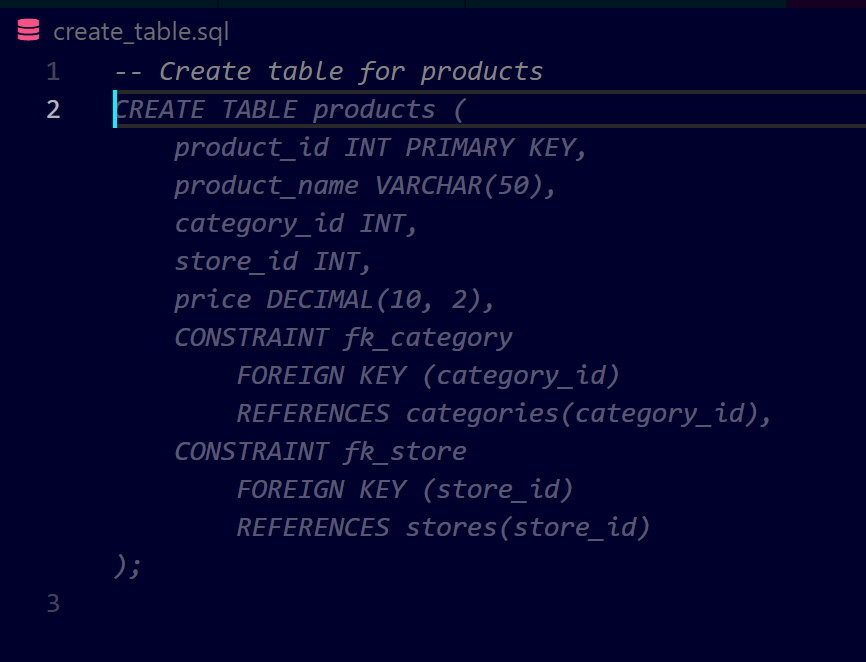 create_table.sql
1 -- Create table for products
2 CREATE TABLE products (
product_id INT PRIMARY KEY,
product_name VARCHAR(50),
category_id INT,
store_id INT,
price DECIMAL(10, 2),
CONSTRAINT fk_category
FOREIGN KEY (category_id)
REFERENCES categories(category_id),
CONSTRAINT fk_store
FOREIGN KEY (store_id)
REFERENCES stores(store_id)
);
3